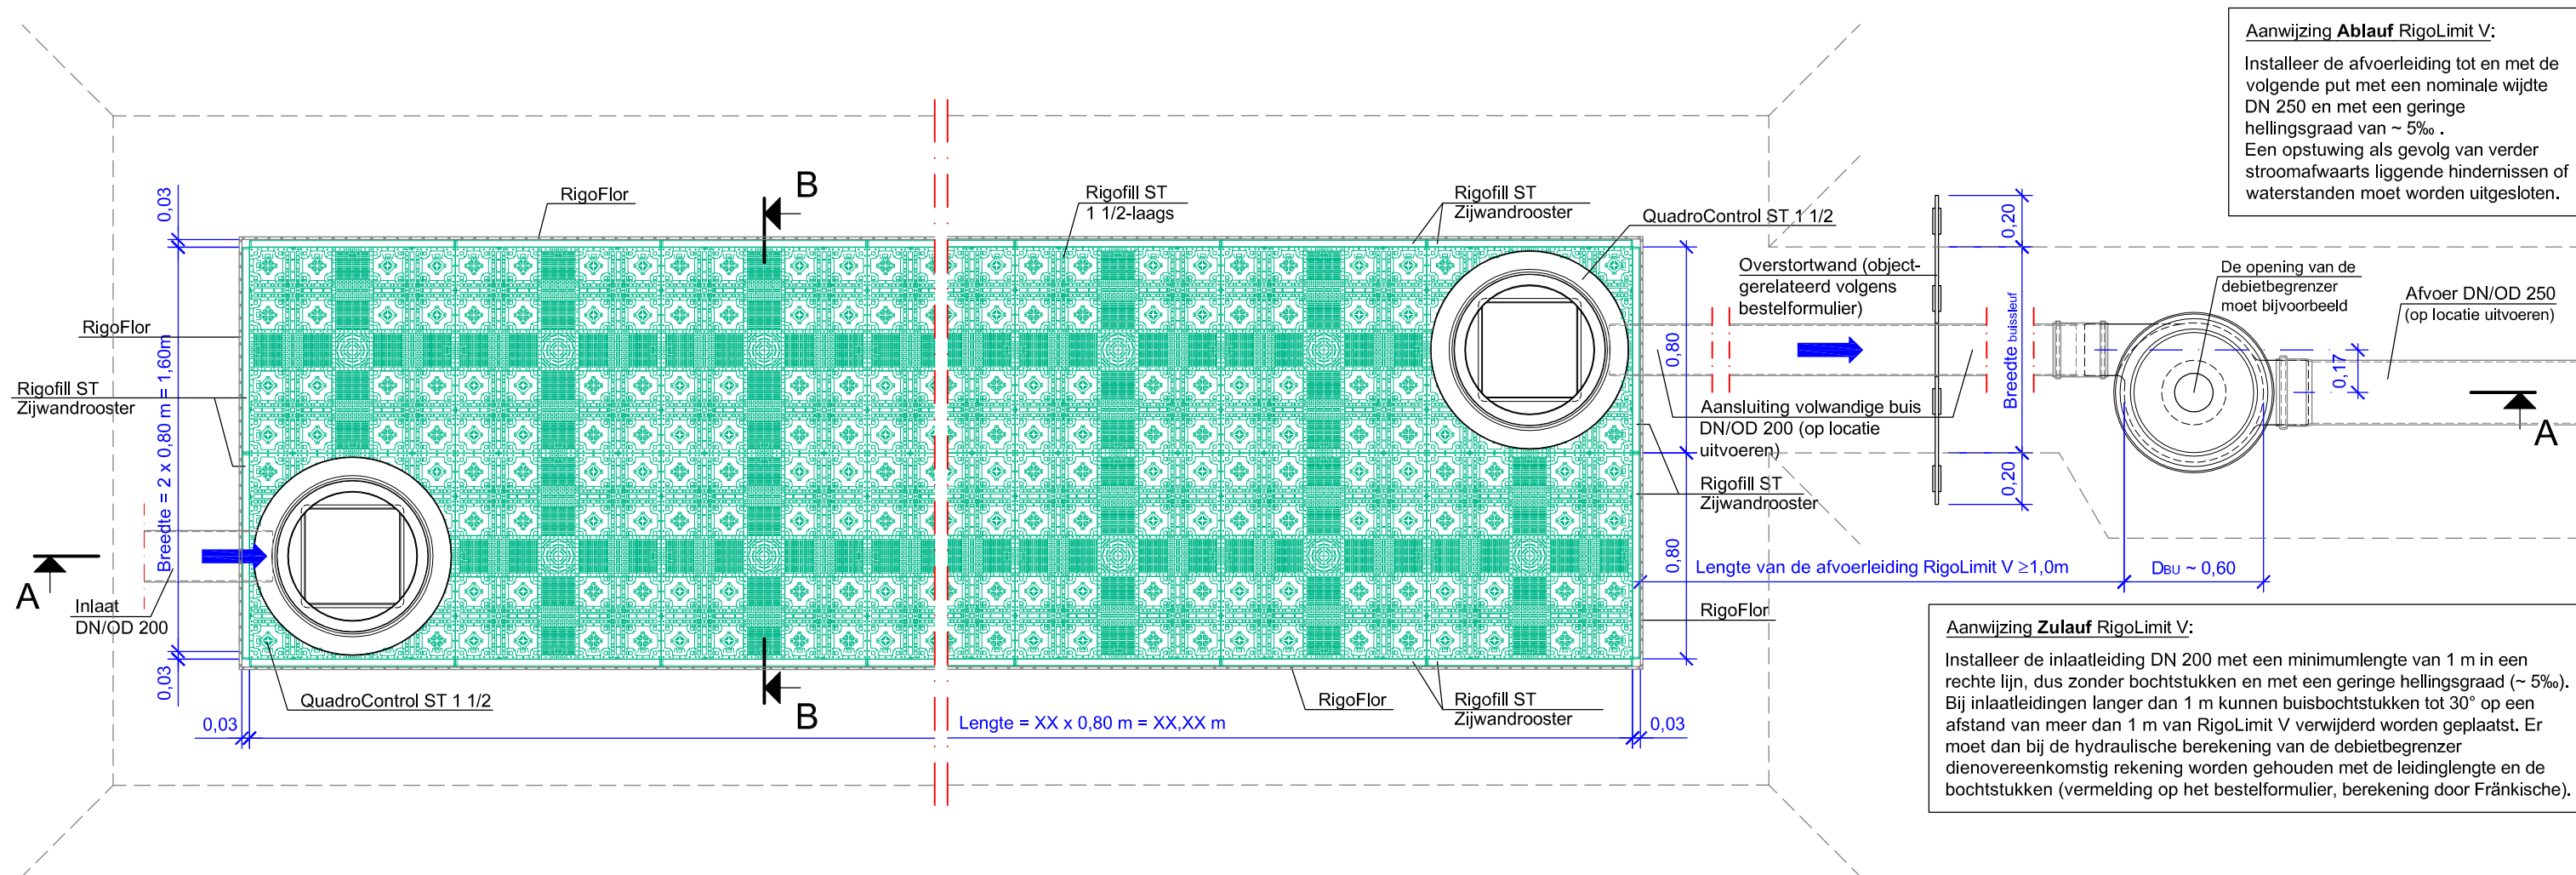 Aanwijzing Ablauf RigoLimit V:
Installeer de afvoerleiding tot en met de
volgende put met een nominale wijdte
DN 250 en met een geringe
hellingsgraad van ~ 5‰ .
Een opstuwing als gevolg van verder
stroomafwaarts liggende hindernissen of
waterstanden moet worden uitgesloten.
0,03
RigoFlor
B
Rigofill ST
1 1/2-laags
Rigofill ST
Zijwandrooster
QuadroControl ST 1 1/2
0,20
Overstortwand (object-
gerelateerd volgens
bestelformulier)
De opening van de
debietbegrenzer
moet bijvoorbeeld
Afvoer DN/OD 250
(op locatie uitvoeren)
RigoFlor
Breedte = 2 x 0,80 m = 1,60m
0,80
Breedte buissleuf
0,17
Rigofill ST
Zijwandrooster
Aansluiting volwandige buis
DN/OD 200 (op locatie
uitvoeren)
A
0,20
Rigofill ST
Zijwandrooster
0,80
Lengte van de afvoerleiding RigoLimit V ≥1,0m
DBU ~ 0,60
A
Inlaat
DN/OD 200
RigoFlor
0,03
QuadroControl ST 1 1/2
B
RigoFlor
Rigofill ST
Zijwandrooster
0,03
Lengte = XX x 0,80 m = XX,XX m
0,03
Aanwijzing Zulauf RigoLimit V:
Installeer de inlaatleiding DN 200 met een minimumlengte van 1 m in een
rechte lijn, dus zonder bochtstukken en met een geringe hellingsgraad (~ 5‰).
Bij inlaatleidingen langer dan 1 m kunnen buisbochtstukken tot 30° op een
afstand van meer dan 1 m van RigoLimit V verwijderd worden geplaatst. Er
moet dan bij de hydraulische berekening van de debietbegrenzer
dienovereenkomstig rekening worden gehouden met de leidinglengte en de
bochtstukken (vermelding op het bestelformulier, berekening door Fränkische).